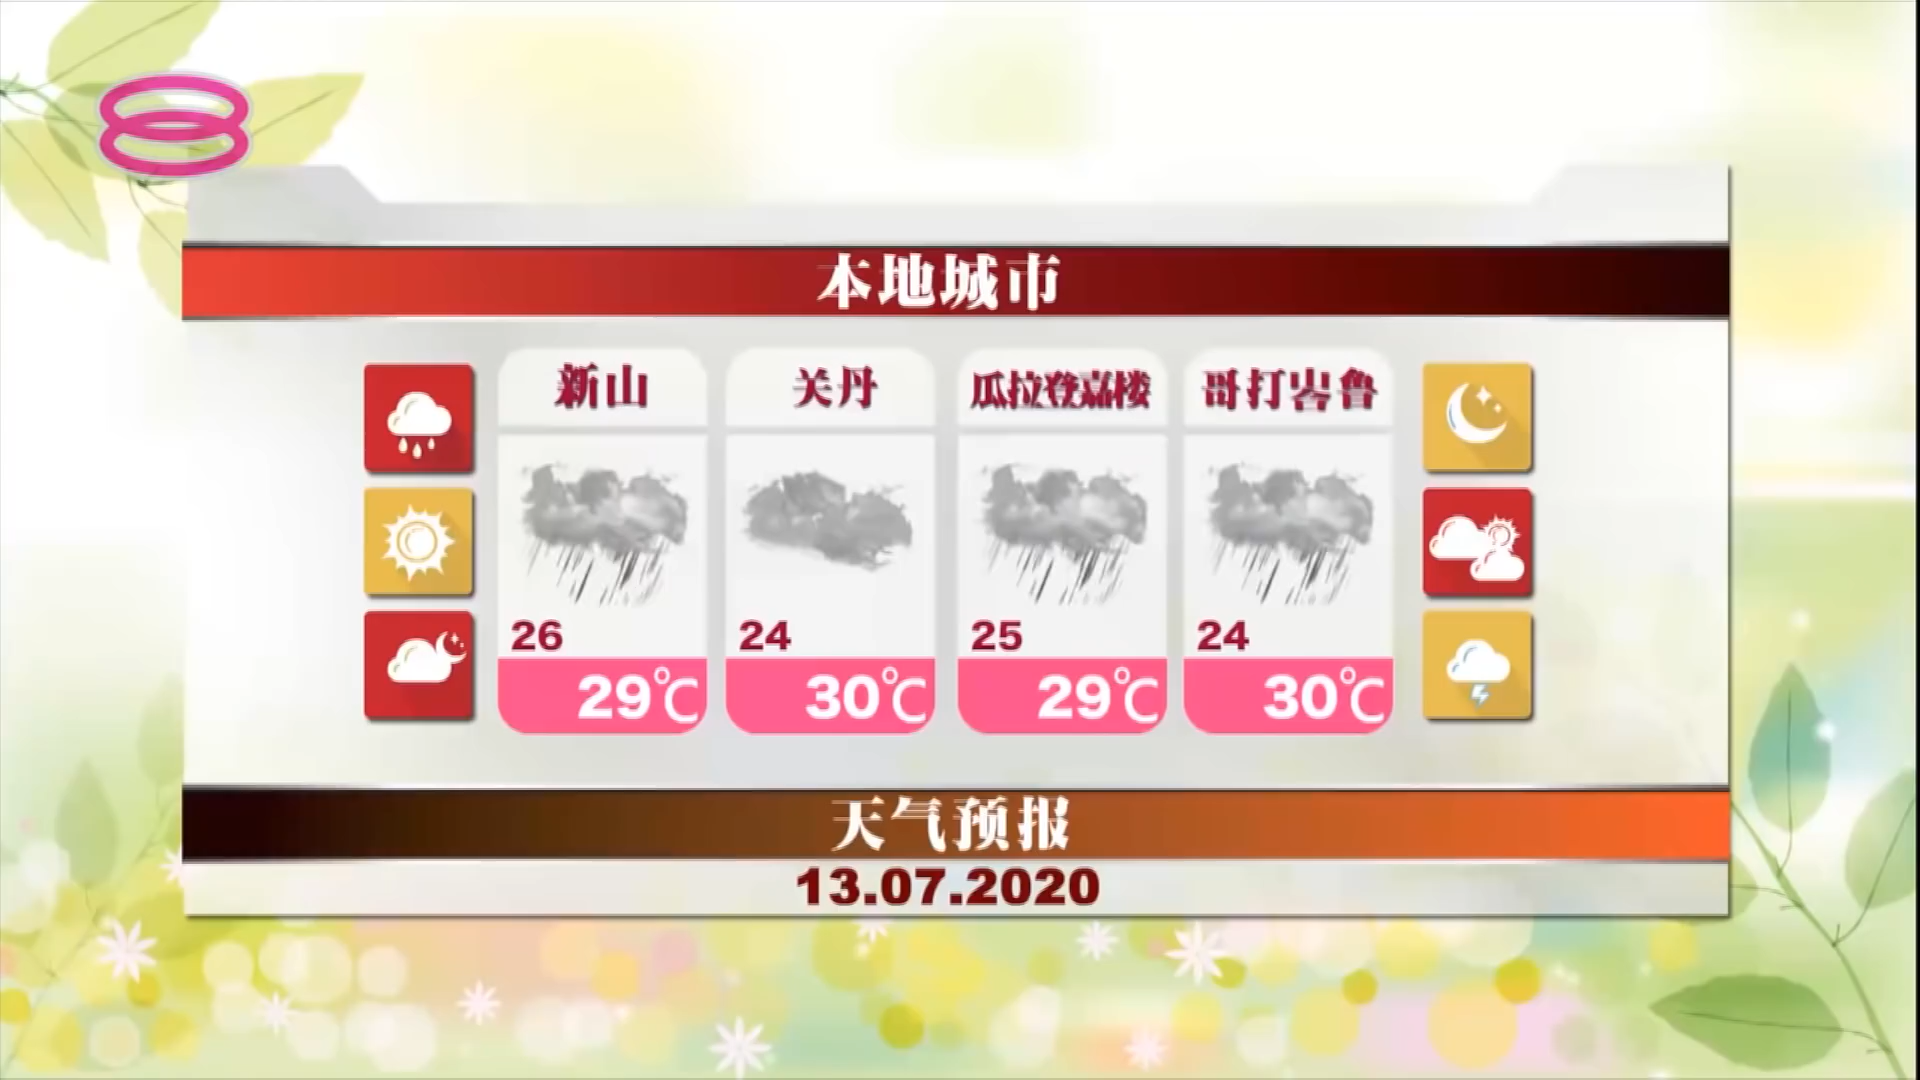 本地城市
新山
关丹
瓜拉登嘉楼
哥打峇鲁
26
24
25
24
29℃
30℃
29℃
30℃
天气预报
13.07.2020